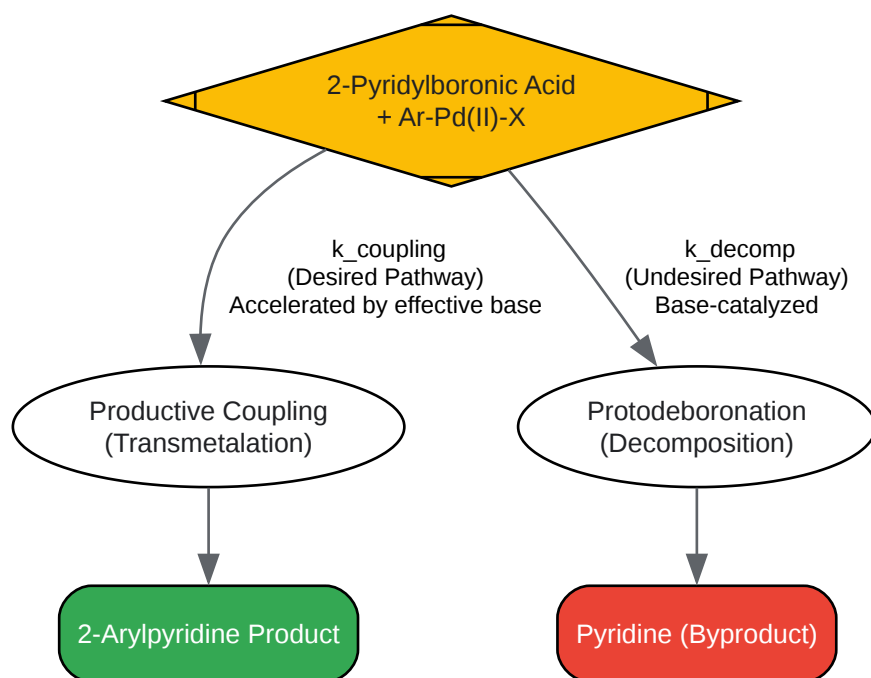 2-Pyridylboronic Acid
+ Ar-Pd(II)-X
k_coupling
(Desired Pathway)
Accelerated by effective base
k_decomp
(Undesired Pathway)
Base-catalyzed
Productive Coupling
(Transmetalation)
Protodeboronation
(Decomposition)
2-Arylpyridine Product
Pyridine (Byproduct)